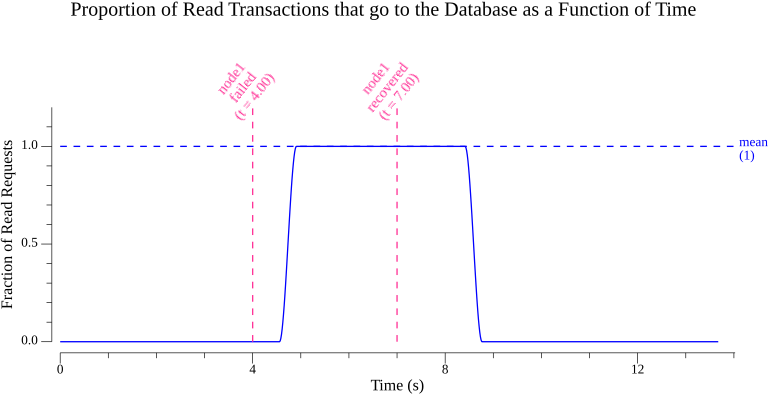 Proportion of Read Transactions that go to the Database as a Function of Time
node1
failed
(t = 4.00)
node1
recovered
(t = 7.00)
mean
(1)
1.0
0.5
0.0
Fraction of Read Requests
0
4
8
12
Time (s)